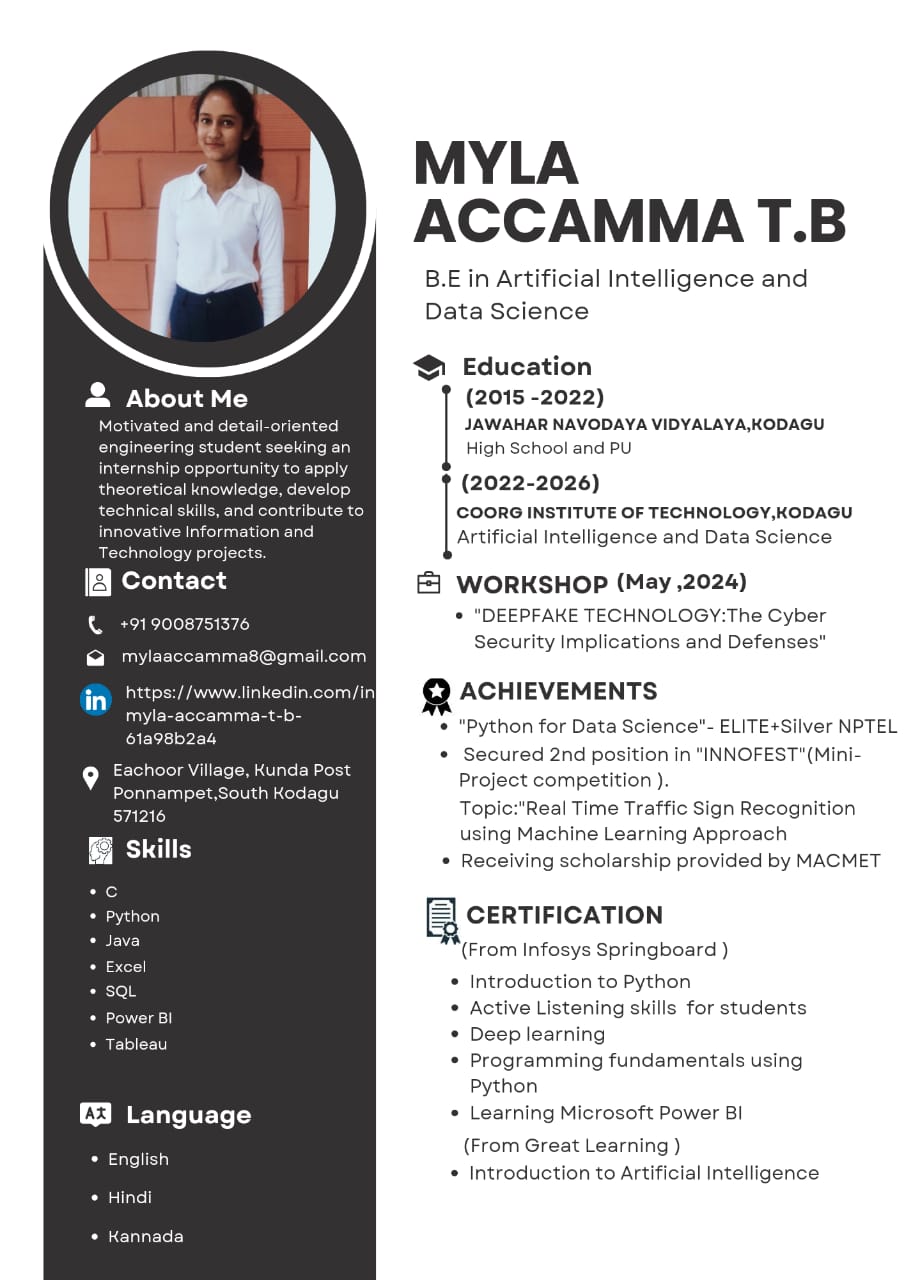 MYLA
ACCAMMA T.B
B.E in Artificial Intelligence and
Data Science
About Me
Motivated and detail-oriented
engineering student seeking an
internship opportunity to apply
theoretical knowledge, develop
technical skills, and contribute to
innovative Information and
Technology projects.
Contact
+91 9008751376
mylaaccamma8@gmail.com
in
https://www.linkedin.com/in
myla-accamma-t-b-
61a98b2a4
Eachoor Village, Kunda Post
Ponnampet,South Kodagu
571216
Skills
• C
• Python
• Java
• Excel
• SQL
• Power BI
• Tableau
Language
• English
• Hindi
• Kannada
Education
(2015 -2022)
JAWAHAR NAVODAYA VIDYALAYA,KODAGU
High School and PU
(2022-2026)
COORG INSTITUTE OF TECHNOLOGY,KODAGU
Artificial Intelligence and Data Science
WORKSHOP (May ,2024)
• "DEEPFAKE TECHNOLOGY:The Cyber
Security Implications and Defenses"
ACHIEVEMENTS
• "Python for Data Science"- ELITE+Silver NPTEL
• Secured 2nd position in "INNOFEST"(Mini-
Project competition ).
Topic:"Real Time Traffic Sign Recognition
using Machine Learning Approach
• Receiving scholarship provided by MACMET
CERTIFICATION
(From Infosys Springboard )
• Introduction to Python
• Active Listening skills  for students
• Deep learning
• Programming fundamentals using
Python
• Learning Microsoft Power BI
(From Great Learning )
• Introduction to Artificial Intelligence